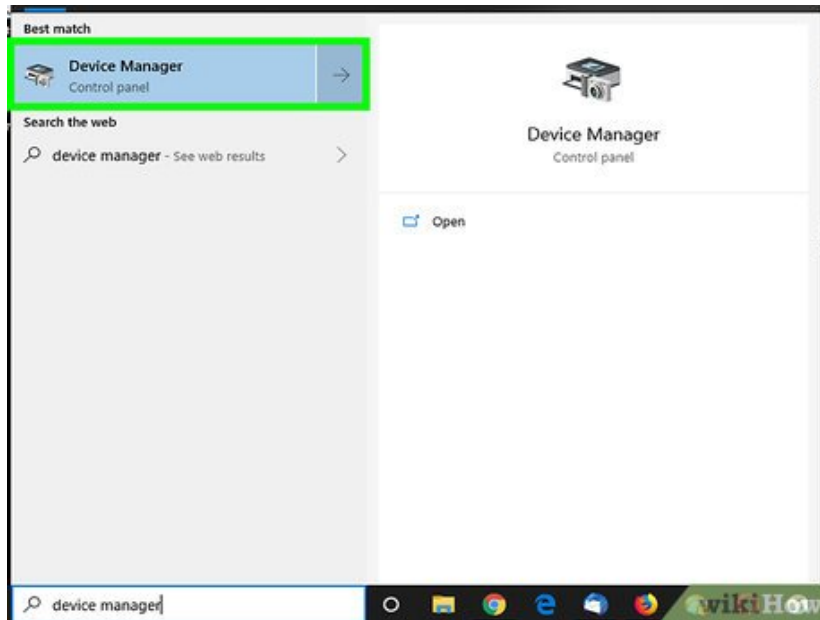 Best match
Device Manager
Control panel
Search the web
device manager - See web results
Device Manager
Control panel
Open
device manager
wikiHow